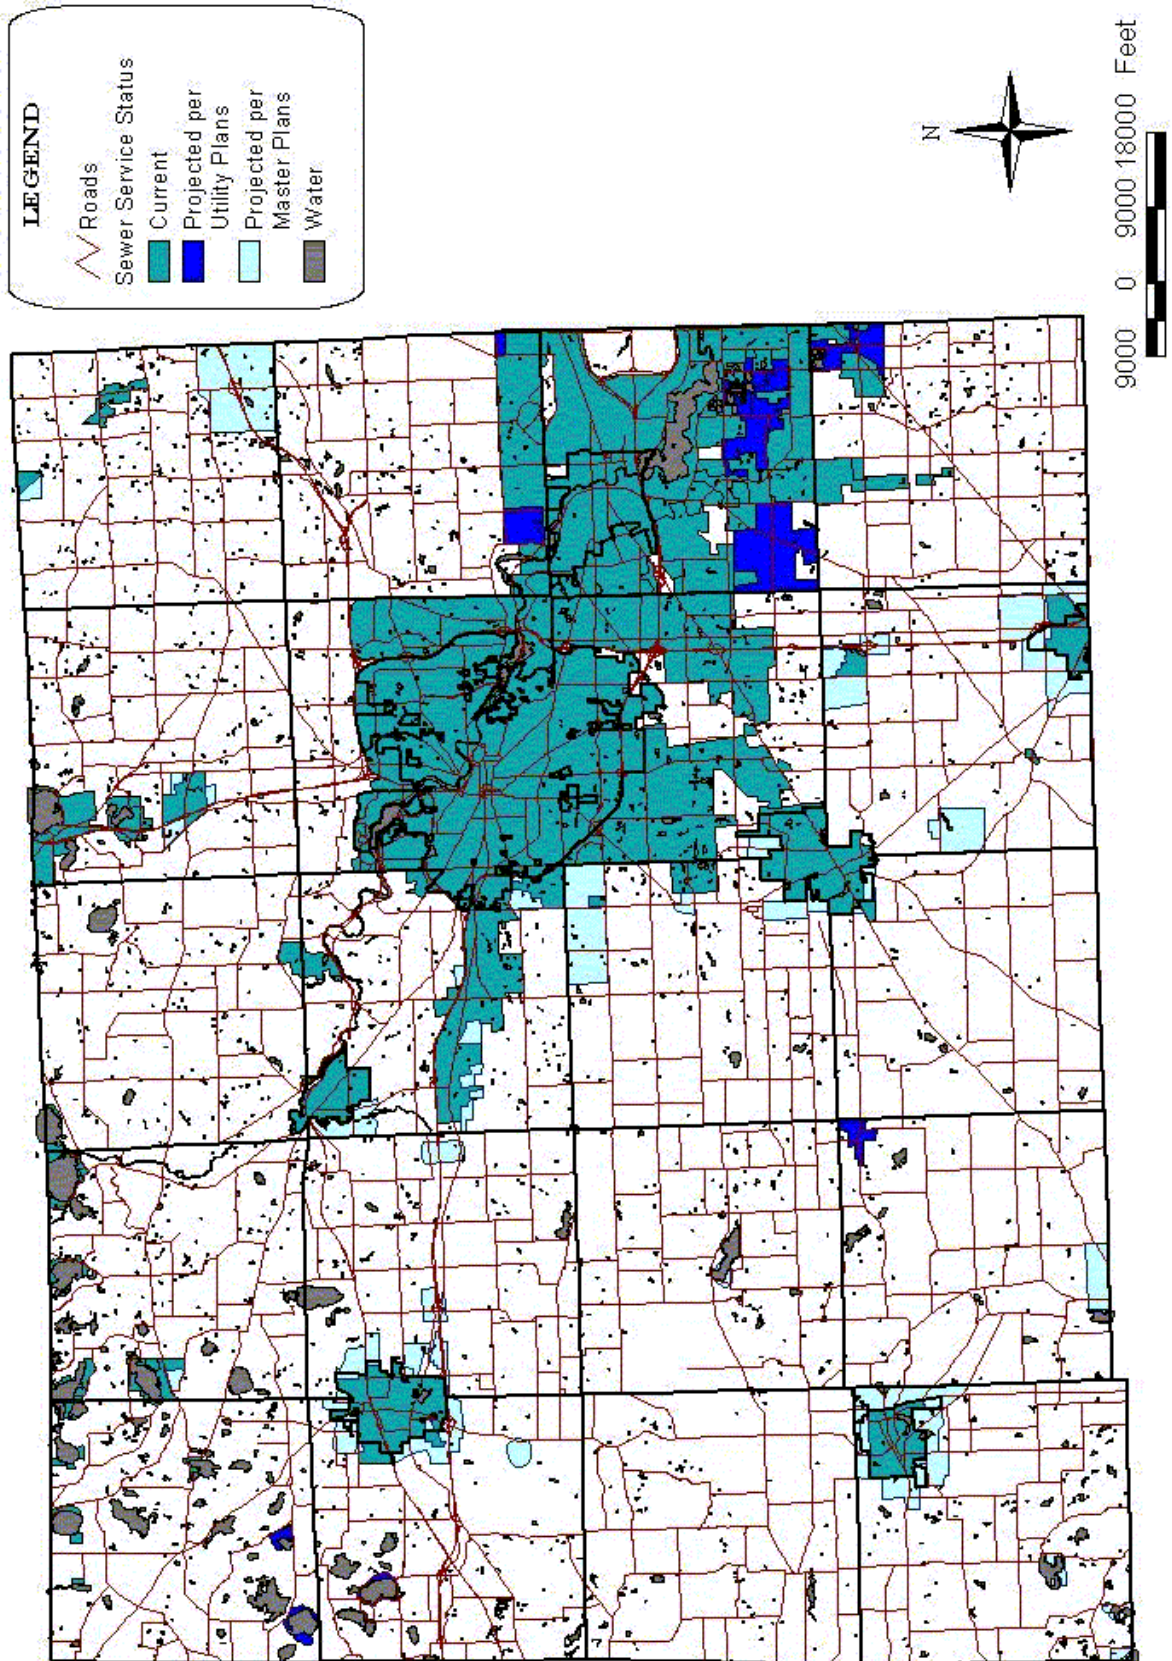 LEGEND
Roads
Sewer Service Status
Current
Projected per
Utility Plans
Projected per
Master Plans
Water
N
9000 0 9000 18000 Feet